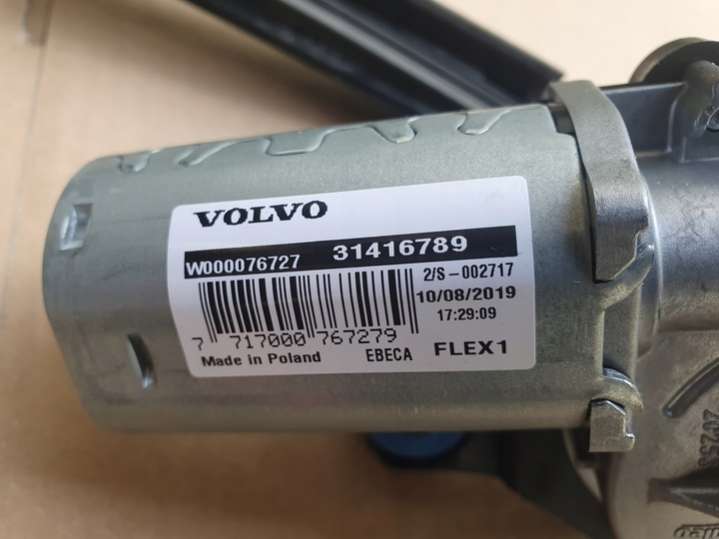 VOLVO
W000076727 31416789
2/S-002717
10/08/2019
17:29:09
7 717000 767279
Made in Poland EBECA FLEX1